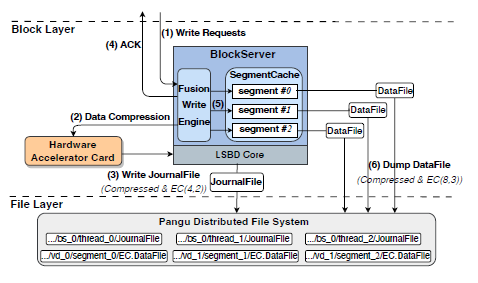 Block Layer
(1) Write Requests
(4) ACK
BlockServer
SegmentCache
Fusion
Write
Engine
(5)
segment #0
segment #1
segment #2
DataFile
DataFile
DataFile
(2) Data Compression
Hardware
Accelerator Card
LSBD Core
(3) Write JournalFile
(Compressed & EC(4,2))
JournalFile
(6) Dump DataFile
(Compressed & EC(8,3))
File Layer
Pangu Distributed File System
.../bs_0/thread_0/JournalFile
.../bs_0/thread_1/JournalFile
.../bs_0/thread_2/JournalFile
.../vd_0/segment_0/EC.DataFile
.../vd_1/segment_1/EC.DataFile
.../vd_1/segment_2/EC.DataFile